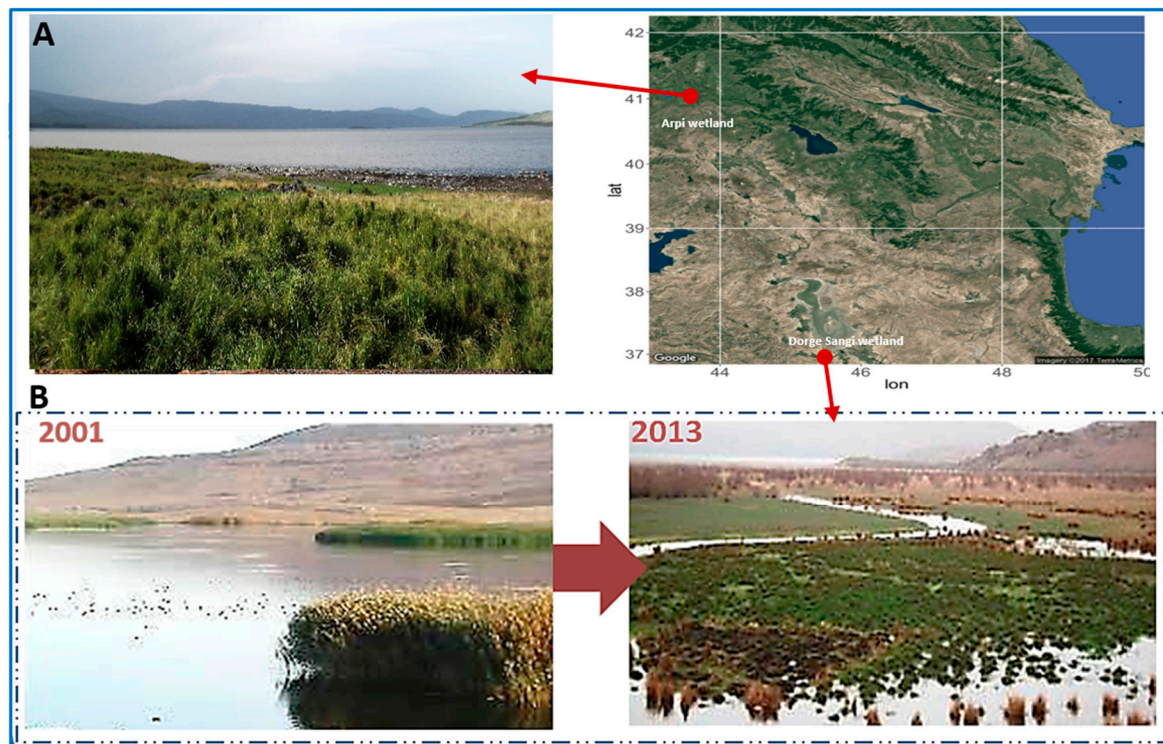 A
42
41
Arpi wetland
40
lat
39
38
Dorge Sangi wetland
37
Google
Imagery ©2017 TerraMetrics
44
46
48
50
lon
B
2001
2013